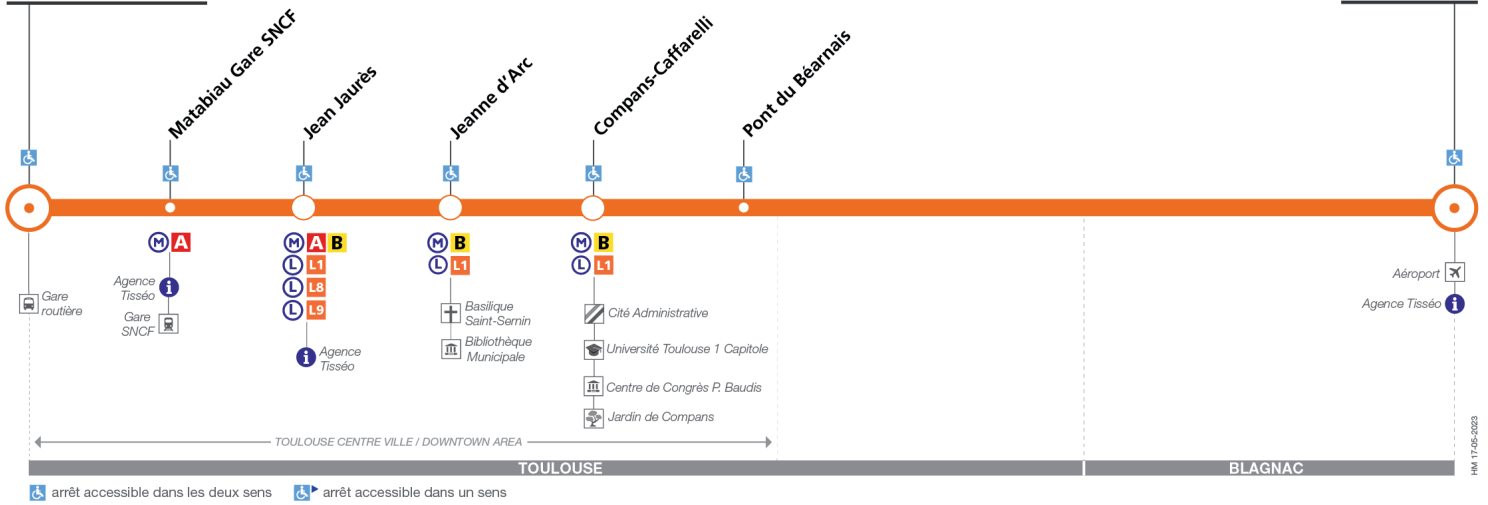 Matabiau Gare SNCF
Jean Jaurès
Jeanne d'Arc
Compans-Caffarelli
Pont du Béarnais
M A
M A B
M B
M B
L L1
L L1
L L1
L L8
L L9
Gare
routière
Agence
Tisséo
i
Gare
SNCF
i
Agence
Tisséo
Basilique
Saint-Sernin
Bibliothèque
Municipale
Cité Administrative
Université Toulouse 1 Capitole
Centre de Congrès P. Baudis
Jardin de Compans
Aéroport
Agence Tisséo
i
TOULOUSE CENTRE VILLE / DOWNTOWN AREA
TOULOUSE
BLAGNAC
HM 17-05-2023
arrêt accessible dans les deux sens
arrêt accessible dans un sens